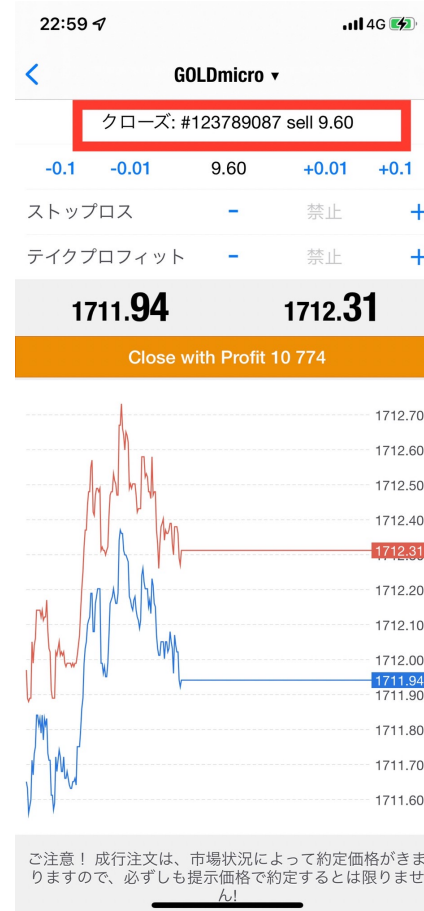 22:59 4G
GOLDmicro ▾
クローズ: #123789087 sell 9.60
-0.1 -0.01 9.60 +0.01 +0.1
ストップロス - 禁止 +
テイクプロフィット - 禁止 +
1711.94 1712.31
Close with Profit 10 774
1712.70
1712.60
1712.50
1712.40
1712.31
1712.20
1712.10
1712.00
1711.94
1711.90
1711.80
1711.70
1711.60
ご注意！ 成行注文は、市場状況によって約定価格がきま
りますので、必ずしも提示価格で約定するとは限りませ
ん!